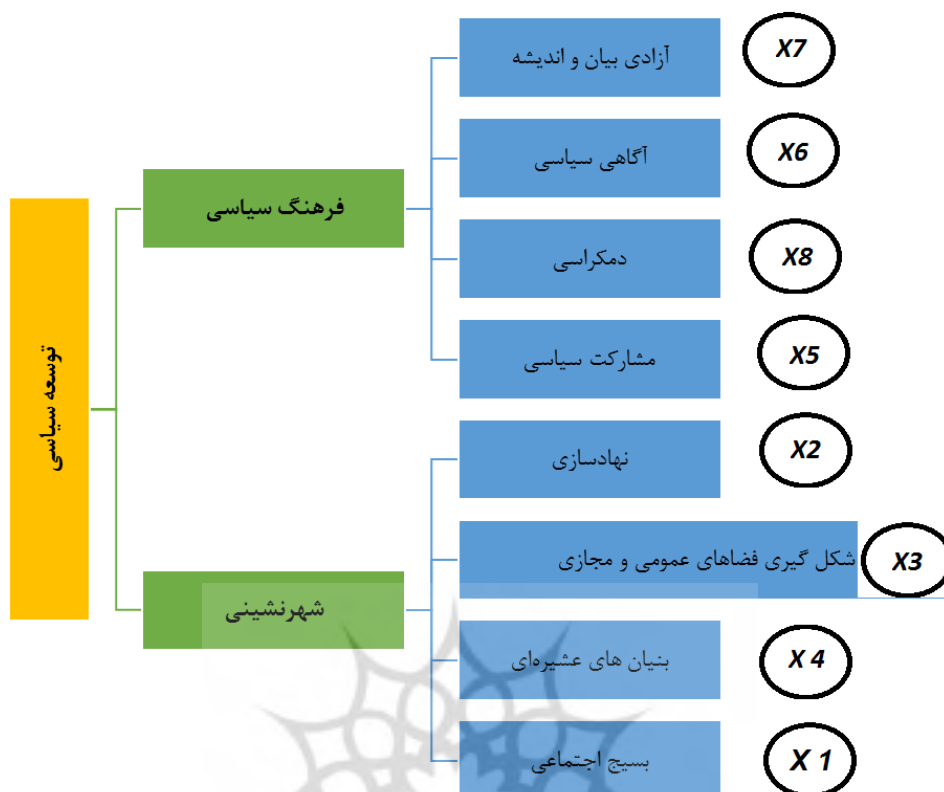 آزادی بیان و اندیشه
X7
آگاهی سیاسی
X6
فرهنگ سیاسی
دمکراسی
X8
مشارکت سیاسی
X5
توسعه سیاسی
نهادسازی
X2
شکل گیری فضاهای عمومی و مجازی
X3
شهرنشینی
بنیان های عشیره‌ای
X 4
بسیج اجتماعی
X 1